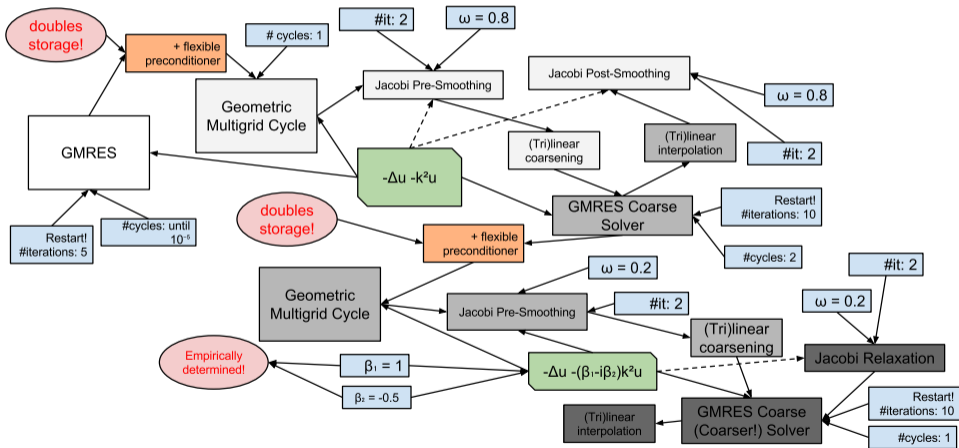 doubles
storage!
+ flexible
preconditioner
# cycles: 1
#it: 2
ω = 0.8
Jacobi Pre-Smoothing
Jacobi Post-Smoothing
ω = 0.8
Geometric
Multigrid Cycle
GMRES
(Tri)linear
coarsening
(Tri)linear
interpolation
#it: 2
-Δu -k²u
doubles
storage!
GMRES Coarse
Solver
Restart!
#iterations: 10
Restart!
#iterations: 5
#cycles: until
10⁻⁵
+ flexible
preconditioner
#cycles: 2
ω = 0.2
#it: 2
Geometric
Multigrid Cycle
Jacobi Pre-Smoothing
#it: 2
ω = 0.2
(Tri)linear
coarsening
Jacobi Relaxation
Empirically
determined!
β₁ = 1
β₂ = -0.5
-Δu -(β₁-iβ₂)k²u
(Tri)linear
interpolation
GMRES Coarse
(Coarser!) Solver
Restart!
#iterations: 10
#cycles: 1